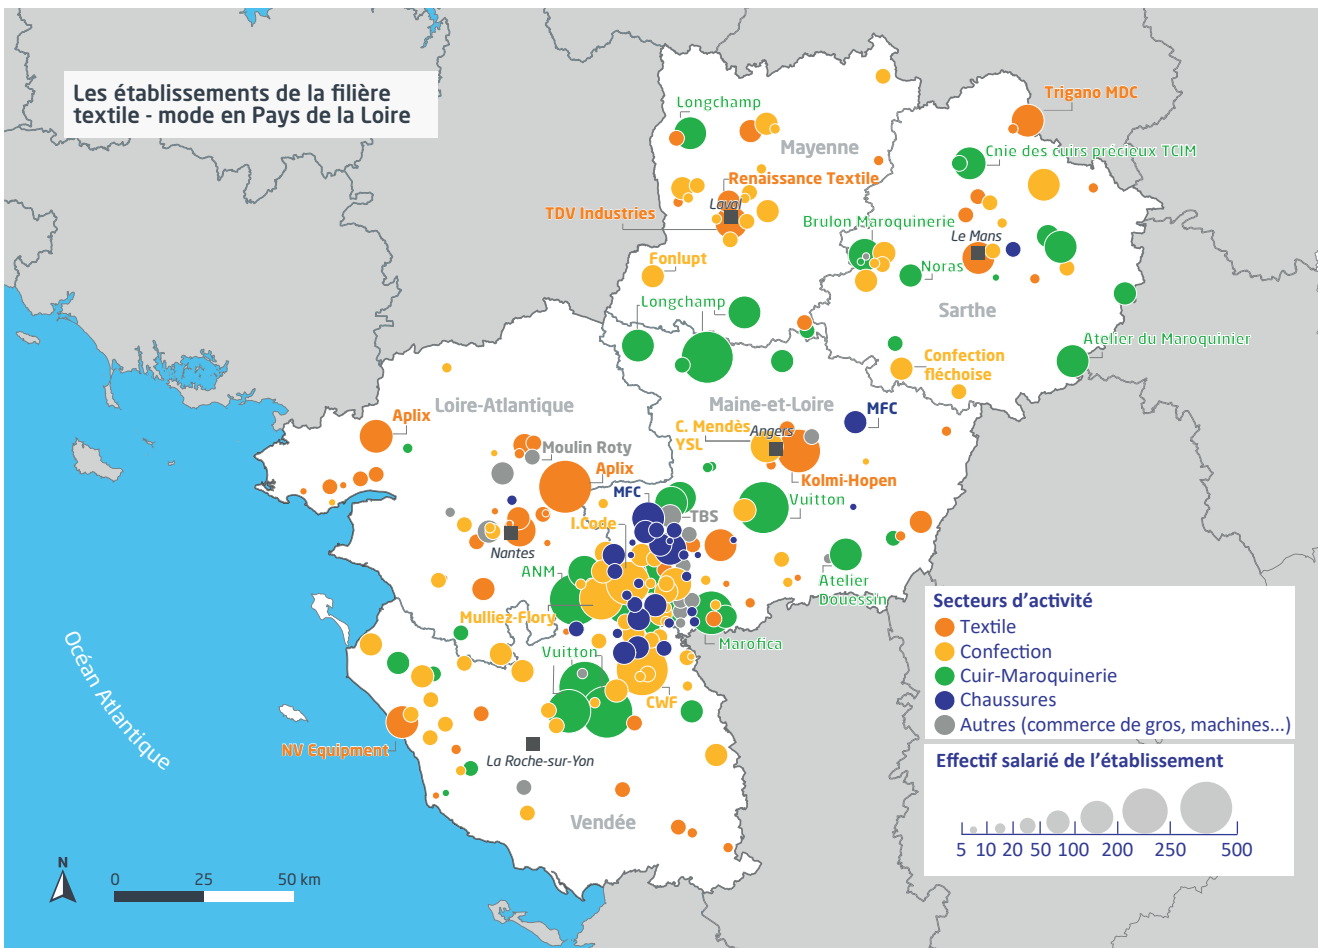 Les établissements de la filière
textile - mode en Pays de la Loire
Longchamp
Mayenne
Trigano MDC
Cnie des cuirs précieux TCIM
Renaissance Textile
Laval
TDV Industries
Brulon Maroquinerie
Le Mans
Noras
Fonlupt
Longchamp
Sarthe
Atelier du Maroquinier
Confection
fléchoise
Loire-Atlantique
Maine-et-Loire
Aplix
MFC
C. Mendès
YSL
Angers
Moulin Roty
Aplix
Kolmi-Hopen
MFC
Vuitton
TBS
I.Code
Nantes
ANM
Atelier
Douessin
Mulliez-Flory
Marofica
Vuitton
CWF
NV Equipment
La Roche-sur-Yon
Vendée
Océan Atlantique
Secteurs d'activité
Textile
Confection
Cuir-Maroquinerie
Chaussures
Autres (commerce de gros, machines...)
Effectif salarié de l'établissement
5 10 20 50 100 200 250 500
N
0 25 50 km